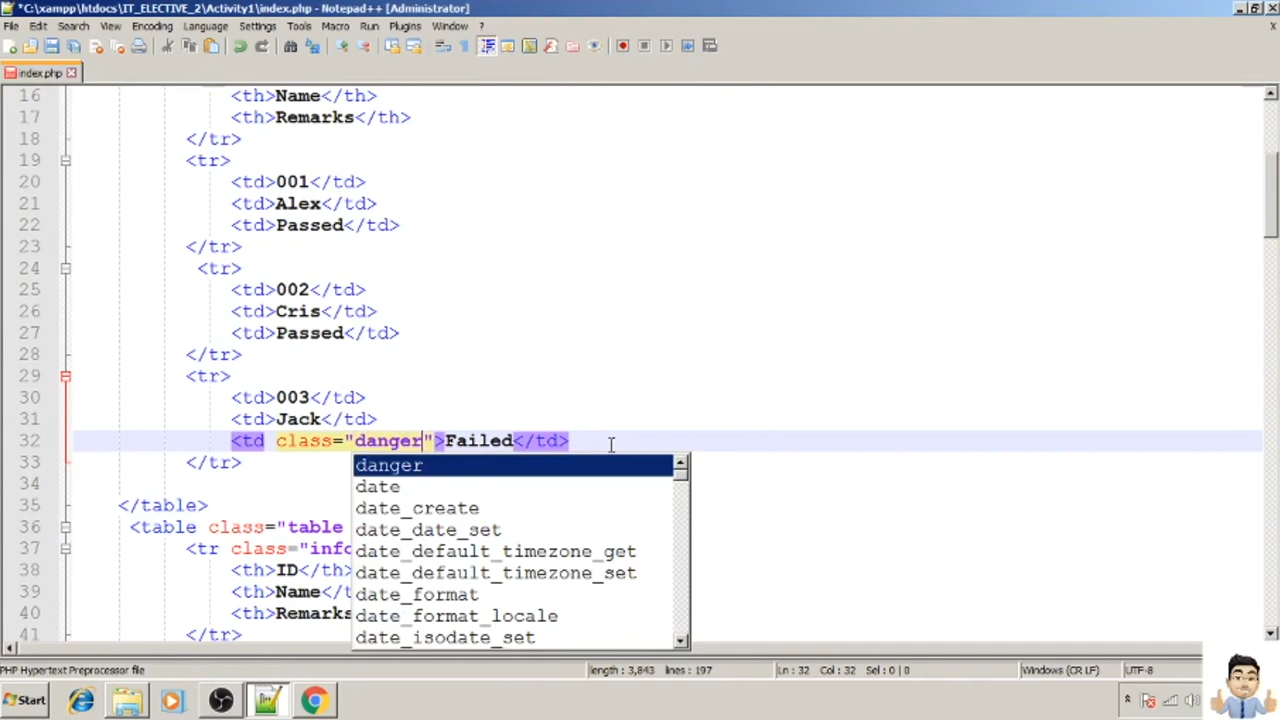 *C:\xampp\htdocs\IT_ELECTIVE_2\Activity1\index.php - Notepad++ [Administrator]
File Edit Search View Encoding Language Settings Tools Macro Run Plugins Window ?
index.php
16 <th>Name</th>
17 <th>Remarks</th>
18 </tr>
19 <tr>
20 <td>001</td>
21 <td>Alex</td>
22 <td>Passed</td>
23 </tr>
24 <tr>
25 <td>002</td>
26 <td>Cris</td>
27 <td>Passed</td>
28 </tr>
29 <tr>
30 <td>003</td>
31 <td>Jack</td>
32 <td class="danger">Failed</td>
33 </tr>
34
35 </table>
36 <table class="table
37 <tr class="info
38 <th>ID</th>
39 <th>Name</t
40 <th>Remarks
41 </tr>
danger
date
date_create
date_date_set
date_default_timezone_get
date_default_timezone_set
date_format
date_format_locale
date_isodate_set
PHP Hypertext Preprocessor file length : 3,843 lines : 197 Ln : 32 Col : 32 Sel : 0 | 0 Windows (CR LF) UTF-8
Start